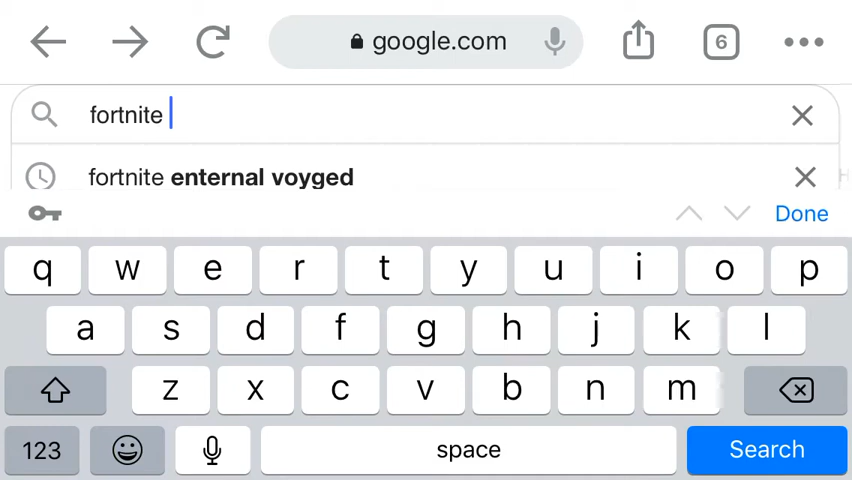 google.com
6
fortnite
fortnite enternal voyged
Done
q w e r t y u i o p
a s d f g h j k l
z x c v b n m
123 space Search